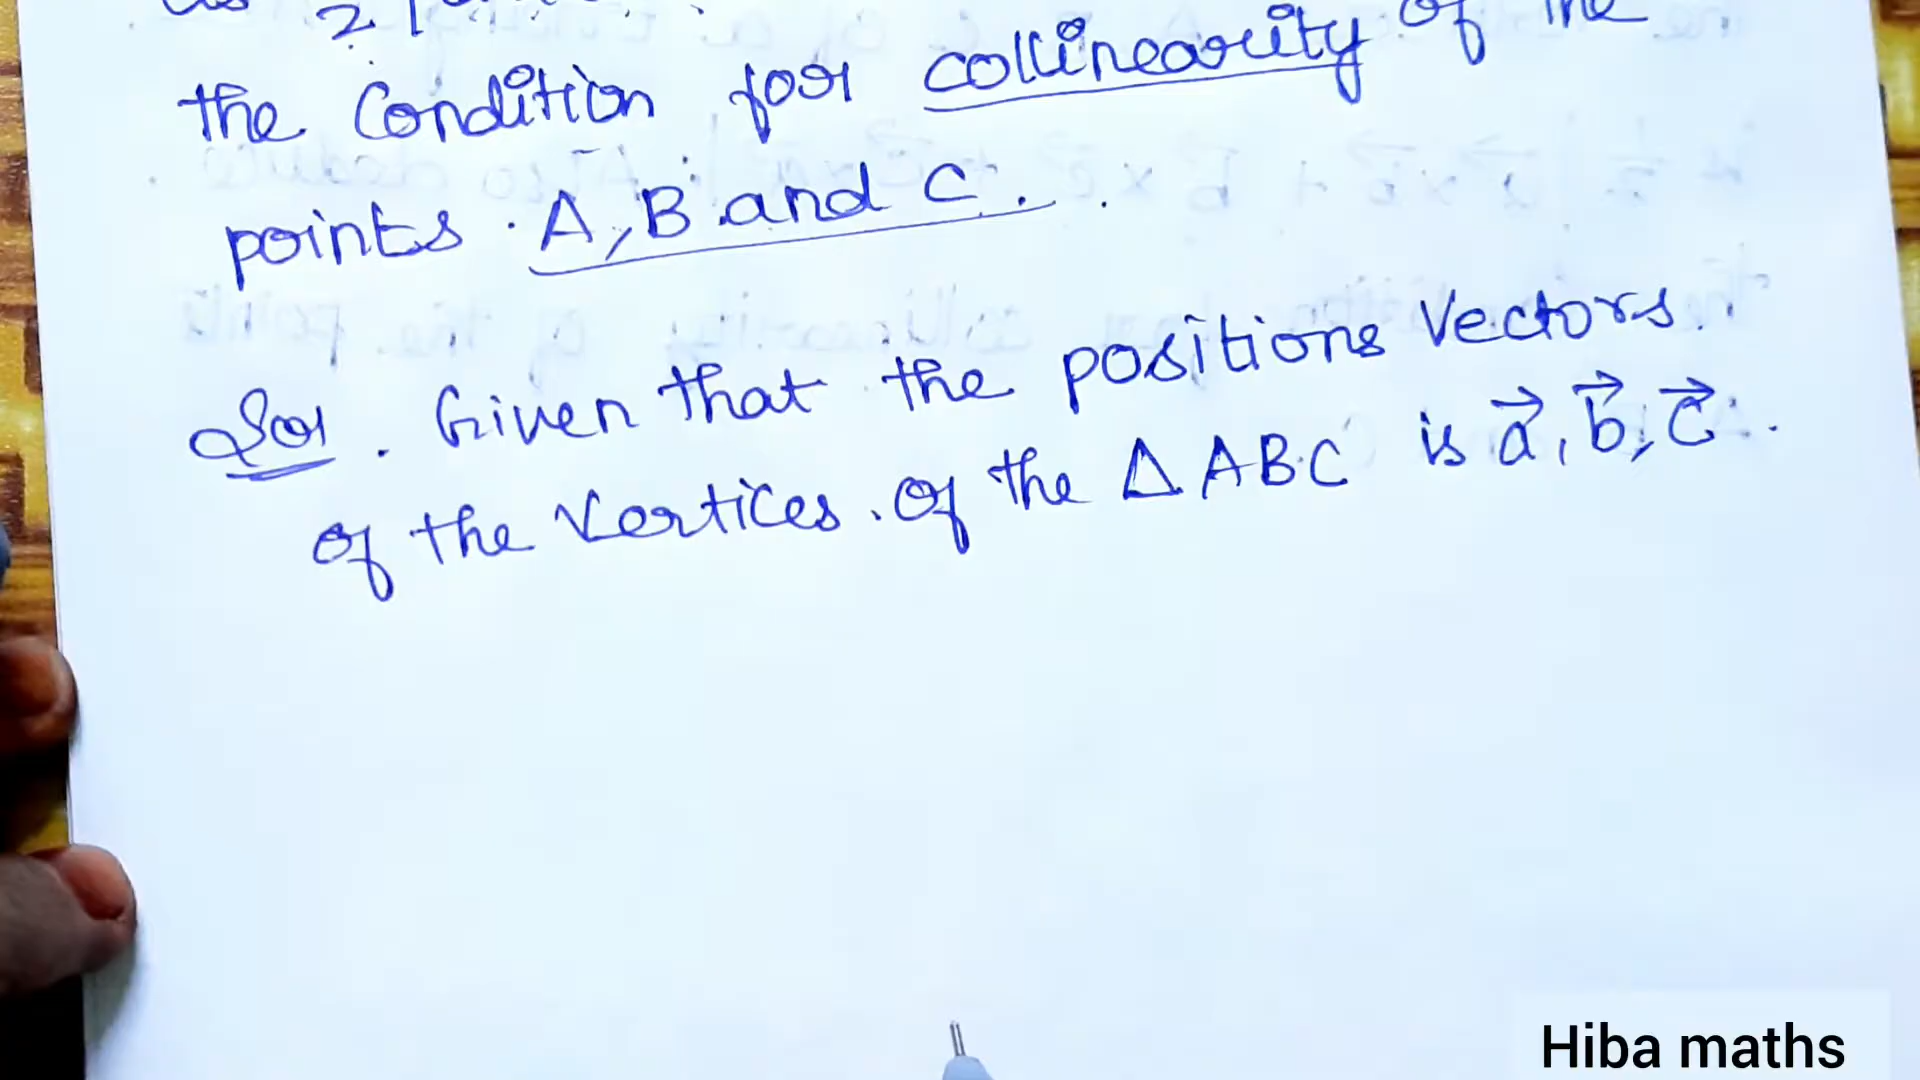 the condition for collinearity of the
points A, B and C.
Sol. Given that the positions vectors
of the vertices of the △ ABC is a⃗, b⃗, c⃗.
Hiba maths